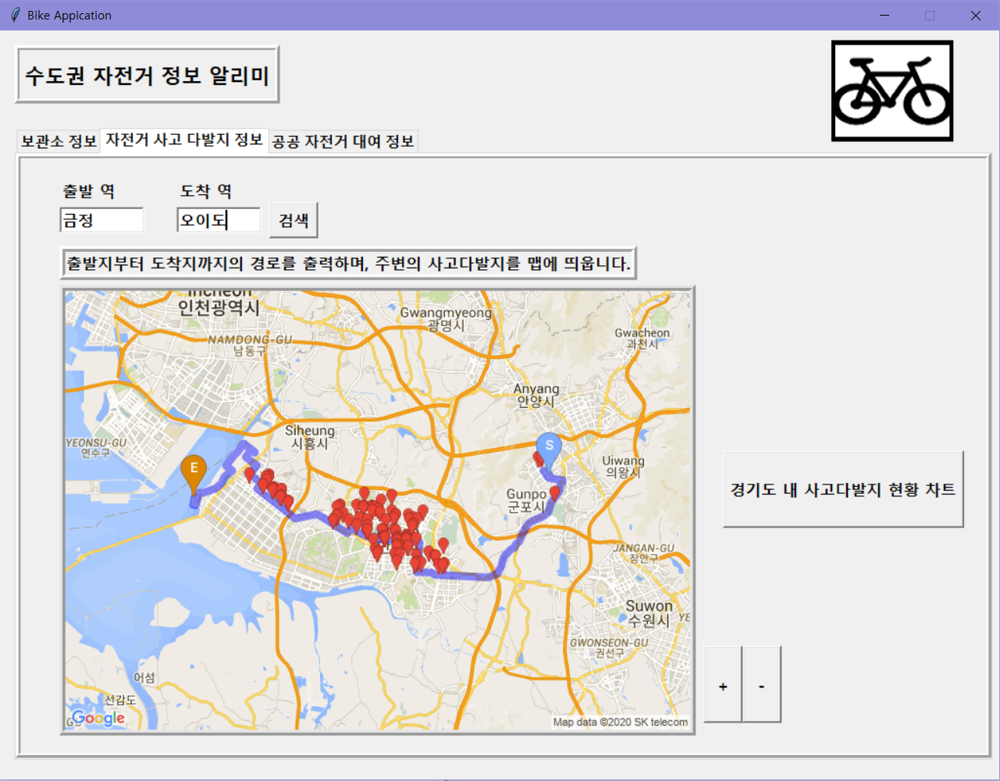 Bike Appication
수도권 자전거 정보 알리미
보관소 정보
자전거 사고 다발지 정보
공공 자전거 대여 정보
출발 역
도착 역
금정
오이도
검색
출발지부터 도착지까지의 경로를 출력하며, 주변의 사고다발지를 맵에 띄웁니다.
Incheon
인천광역시
Gwangmyeong
광명시
NAMDONG-GU
남동구
Gwacheon
과천시
Anyang
안양시
Siheung
시흥시
YEONSU-GU
연수구
S
E
Uiwang
의왕시
Gunpo
군포시
경기도 내 사고다발지 현황 차트
JANGAN-GU
장안구
Suwon
수원시
YE
GWONSEON-GU
권선구
어섬
선감도
Google
Map data ©2020 SK telecom
+
-